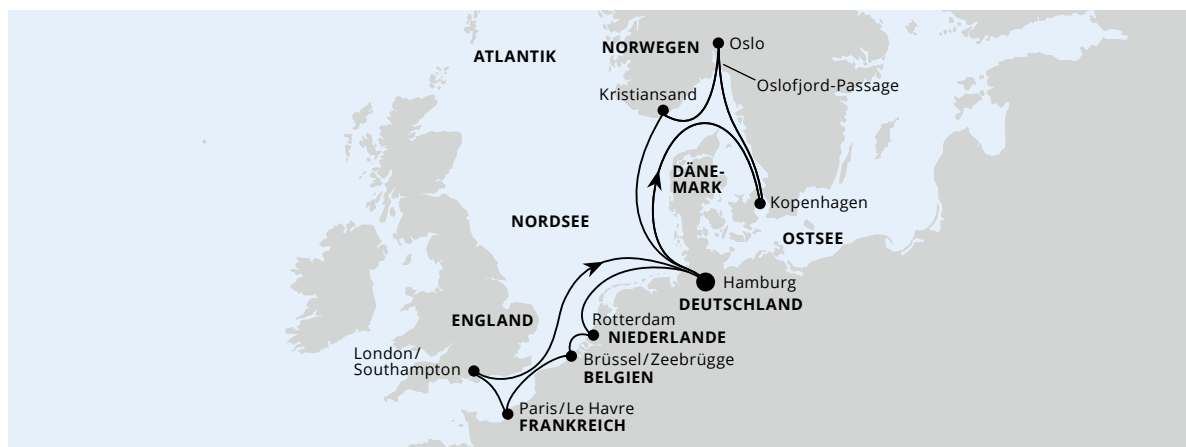 ATLANTIK
NORWEGEN
Oslo
Oslofjord-Passage
Kristiansand
DÄNE-
MARK
Kopenhagen
NORDSEE
OSTSEE
Hamburg
DEUTSCHLAND
ENGLAND
Rotterdam
NIEDERLANDE
London/
Southampton
Brüssel/Zeebrügge
BELGIEN
Paris/Le Havre
FRANKREICH